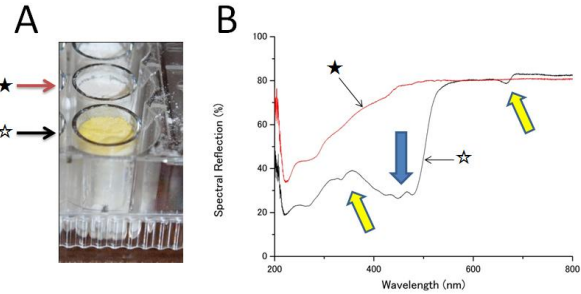 A
B
★
☆
100
80
60
40
20
0
Spectral Reflection (%)
★
☆
200 400 600 800
Wavelength (nm)